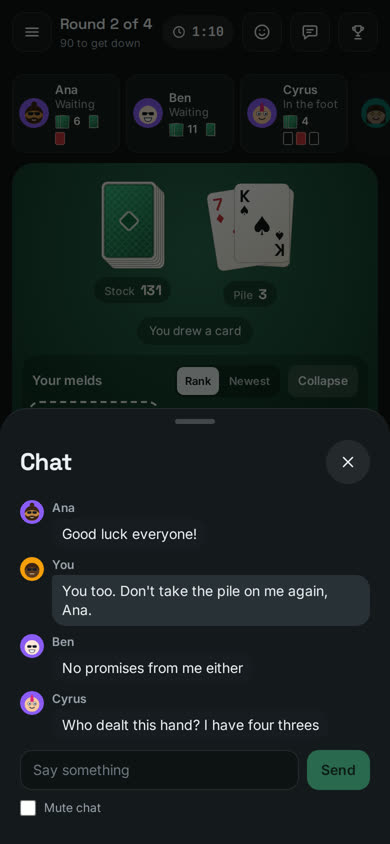 Round 2 of 4
90 to get down
1:10
Ana
Waiting
6
Ben
Waiting
11
Cyrus
In the foot
4
7
K
K
Stock 131
Pile 3
You drew a card
Your melds
Rank
Newest
Collapse
Chat
Ana
Good luck everyone!
You
You too. Don't take the pile on me again,
Ana.
Ben
No promises from me either
Cyrus
Who dealt this hand? I have four threes
Say something
Send
Mute chat